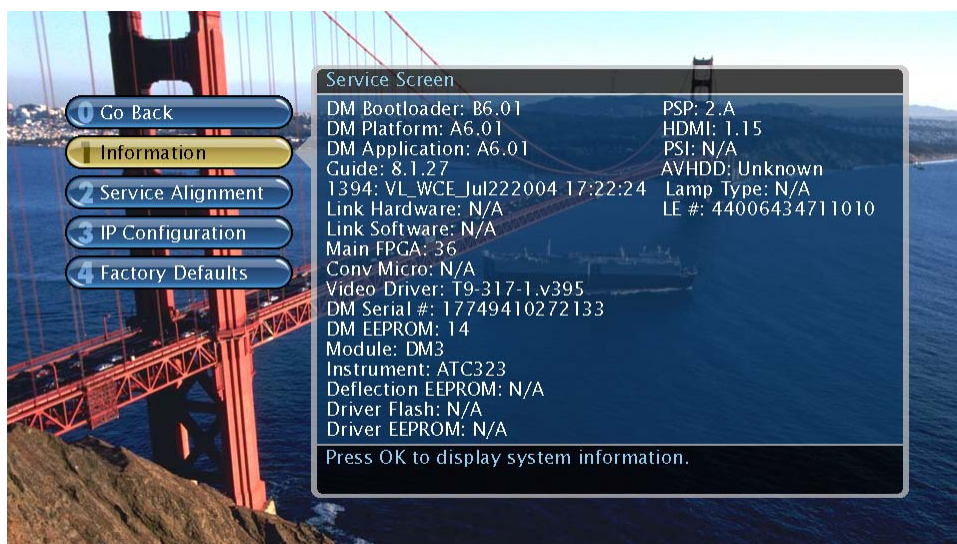 Service Screen
0 Go Back
1 Information
2 Service Alignment
3 IP Configuration
4 Factory Defaults
DM Bootloader: B6.01
DM Platform: A6.01
DM Application: A6.01
Guide: 8.1.27
1394: VL_WCE_Jul222004 17:22:24
Link Hardware: N/A
Link Software: N/A
Main FPGA: 36
Conv Micro: N/A
Video Driver: T9-317-1.v395
DM Serial #: 17749410272133
DM EEPROM: 14
Module: DM3
Instrument: ATC323
Deflection EEPROM: N/A
Driver Flash: N/A
Driver EEPROM: N/A
PSP: 2.A
HDMI: 1.15
PSI: N/A
AVHDD: Unknown
Lamp Type: N/A
LE #: 44006434711010
Press OK to display system information.